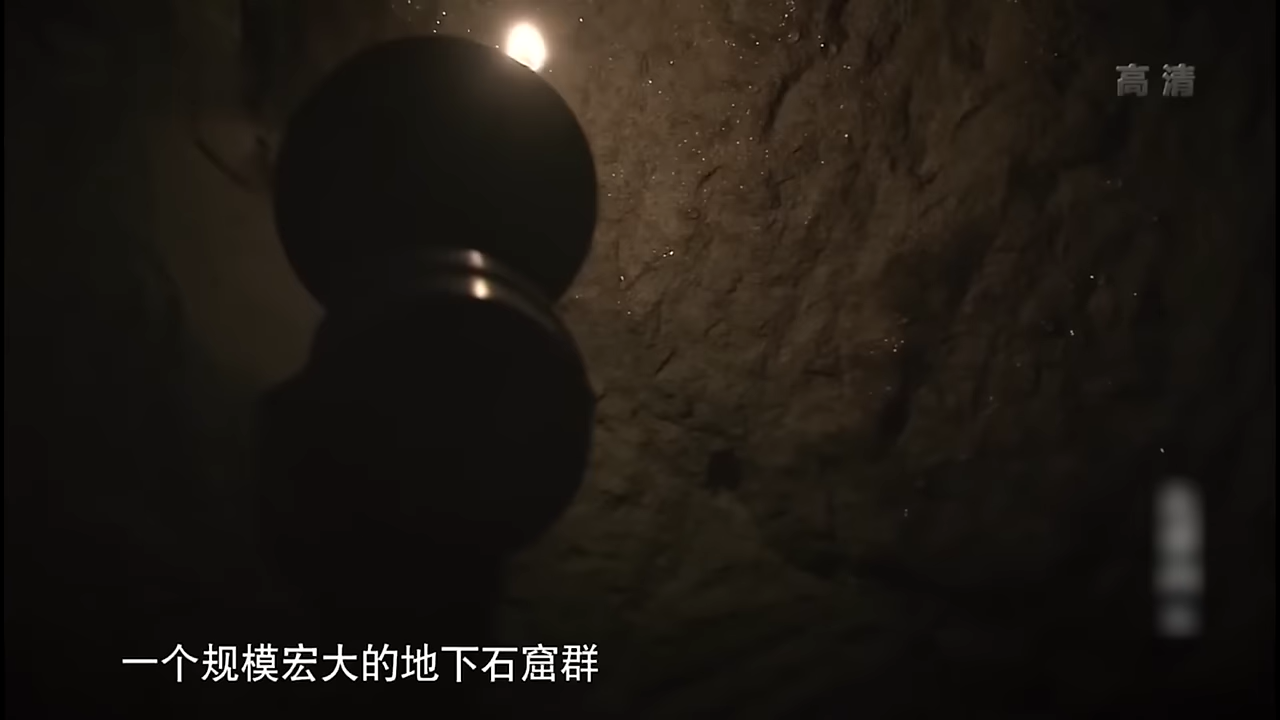 高清
一个规模宏大的地下石窟群